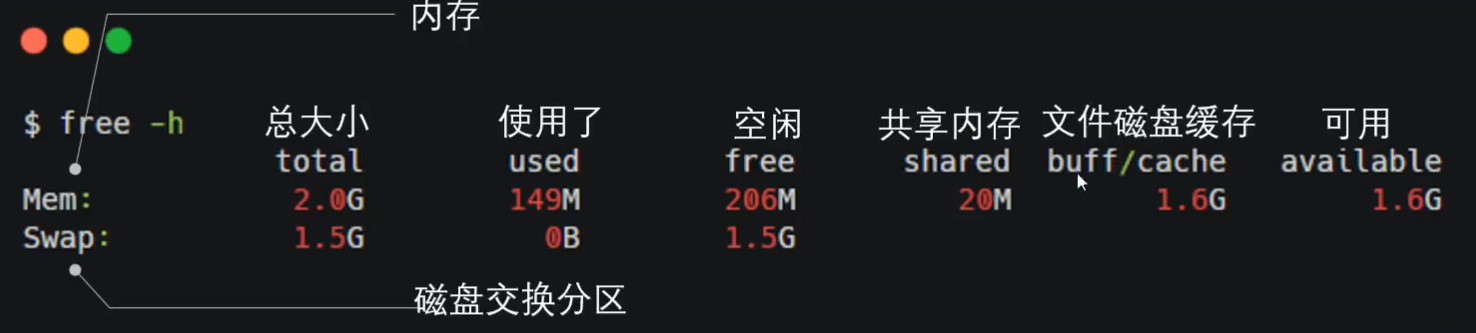 内存
$ free -h 总大小 使用了 空闲 共享内存 文件磁盘缓存 可用
total used free shared buff/cache available
Mem: 2.0G 149M 206M 20M 1.6G 1.6G
Swap: 1.5G 0B 1.5G
磁盘交换分区